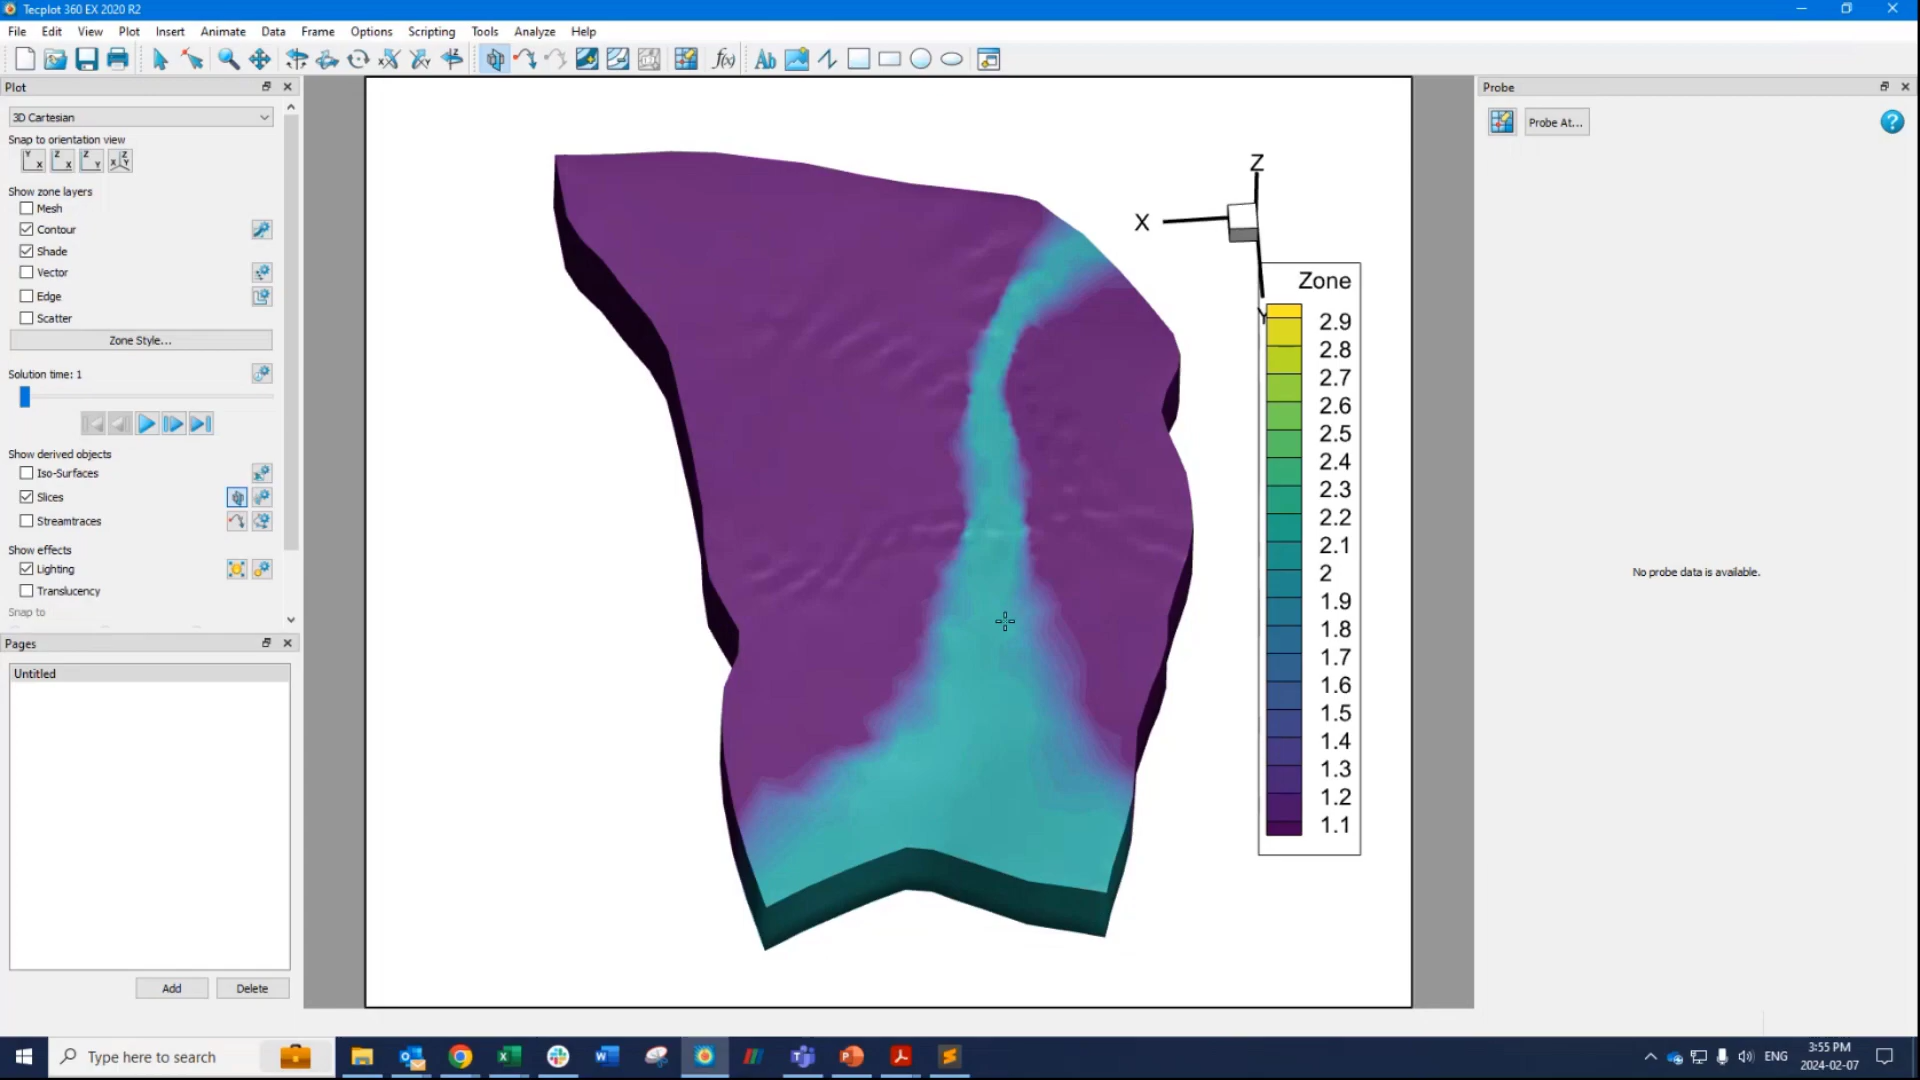 Tecplot 360 EX 2020 R2
File Edit View Plot Insert Animate Data Frame Options Scripting Tools Analyze Help
Plot
3D Cartesian
Snap to orientation view
Show zone layers
Mesh
Contour
Shade
Vector
Edge
Scatter
Zone Style...
Solution time: 1
Show derived objects
Iso-Surfaces
Slices
Streamtraces
Show effects
Lighting
Translucency
Snap to
Pages
Untitled
Add Delete
Z
X
Y
Zone
2.9
2.8
2.7
2.6
2.5
2.4
2.3
2.2
2.1
2
1.9
1.8
1.7
1.6
1.5
1.4
1.3
1.2
1.1
Probe
Probe At...
No probe data is available.
Type here to search
ENG
3:55 PM
2024-02-07